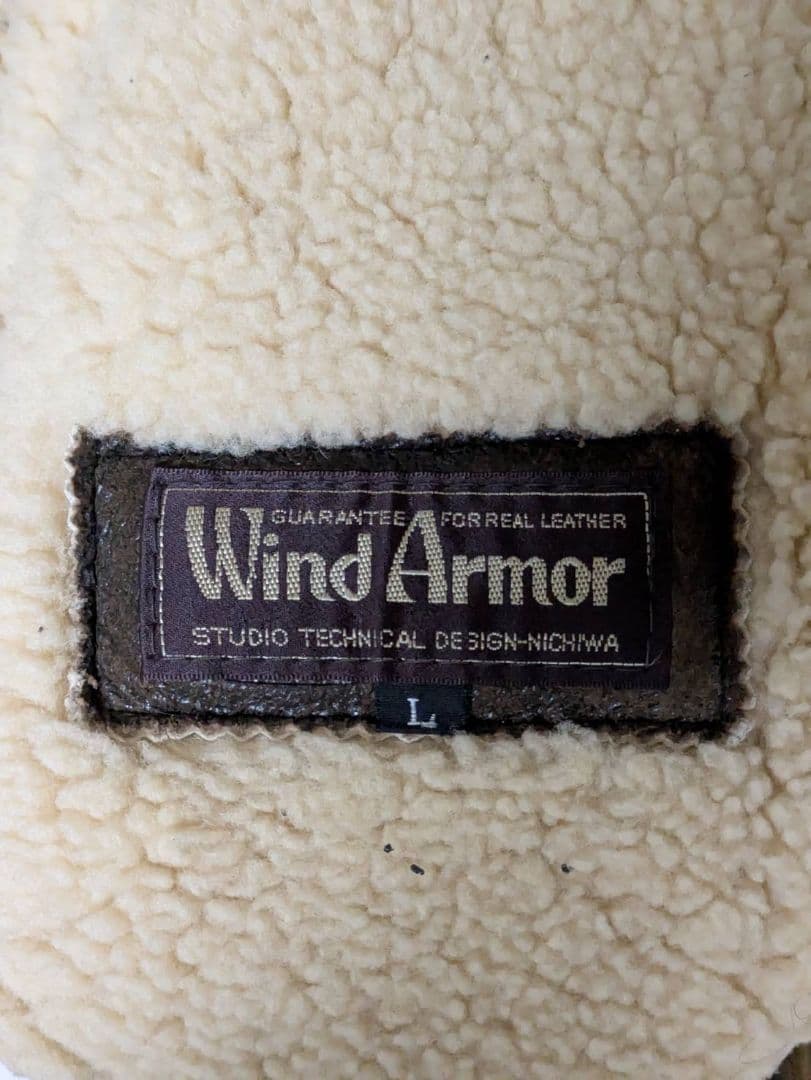 GUARANTEE FOR REAL LEATHER
Wind Armor
STUDIO TECHNICAL DESIGN-NICHIWA
L